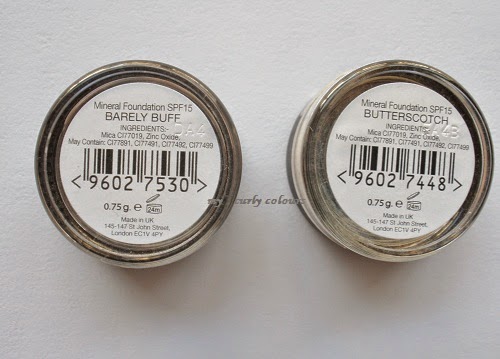 Mineral Foundation SPF15
BARELY BUFF
INGREDIENTS:-
Mica CI77019, Zinc Oxide,
May Contain: CI77891, CI77491, CI77492, CI77499
< 9602 7530 >
0.75 g. e 24m
Made in UK
145-147 St John Street,
London EC1V 4PY
Mineral Foundation SPF15
BUTTERSCOTCH
INGREDIENTS:-
Mica CI77019, Zinc Oxide,
May Contain: CI77891, CI77491, CI77492, CI77499
< 9602 7448 >
0.75 g. e 24m
Made in UK
145-147 St John Street,
London EC1V 4PY
curly colours